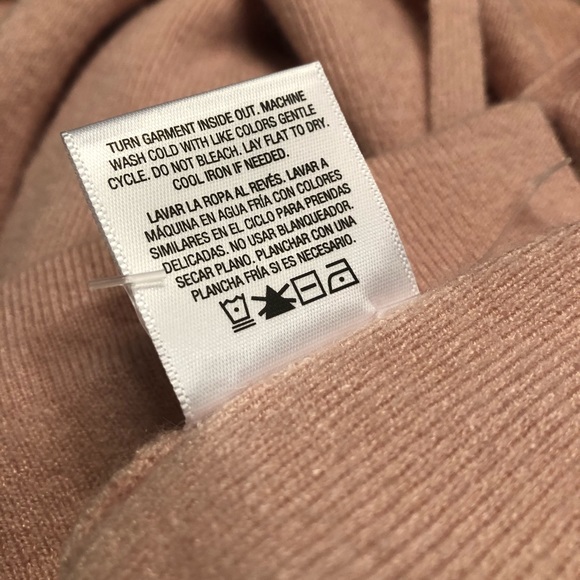 TURN GARMENT INSIDE OUT. MACHINE
WASH COLD WITH LIKE COLORS GENTLE
CYCLE. DO NOT BLEACH. LAY FLAT TO DRY.
COOL IRON IF NEEDED.
LAVAR LA ROPA AL REVÉS. LAVAR A
MÁQUINA EN AGUA FRÍA CON COLORES
SIMILARES EN EL CICLO PARA PRENDAS
DELICADAS. NO USAR BLANQUEADOR.
SECAR PLANO. PLANCHAR CON UNA
PLANCHA FRÍA SI ES NECESARIO.